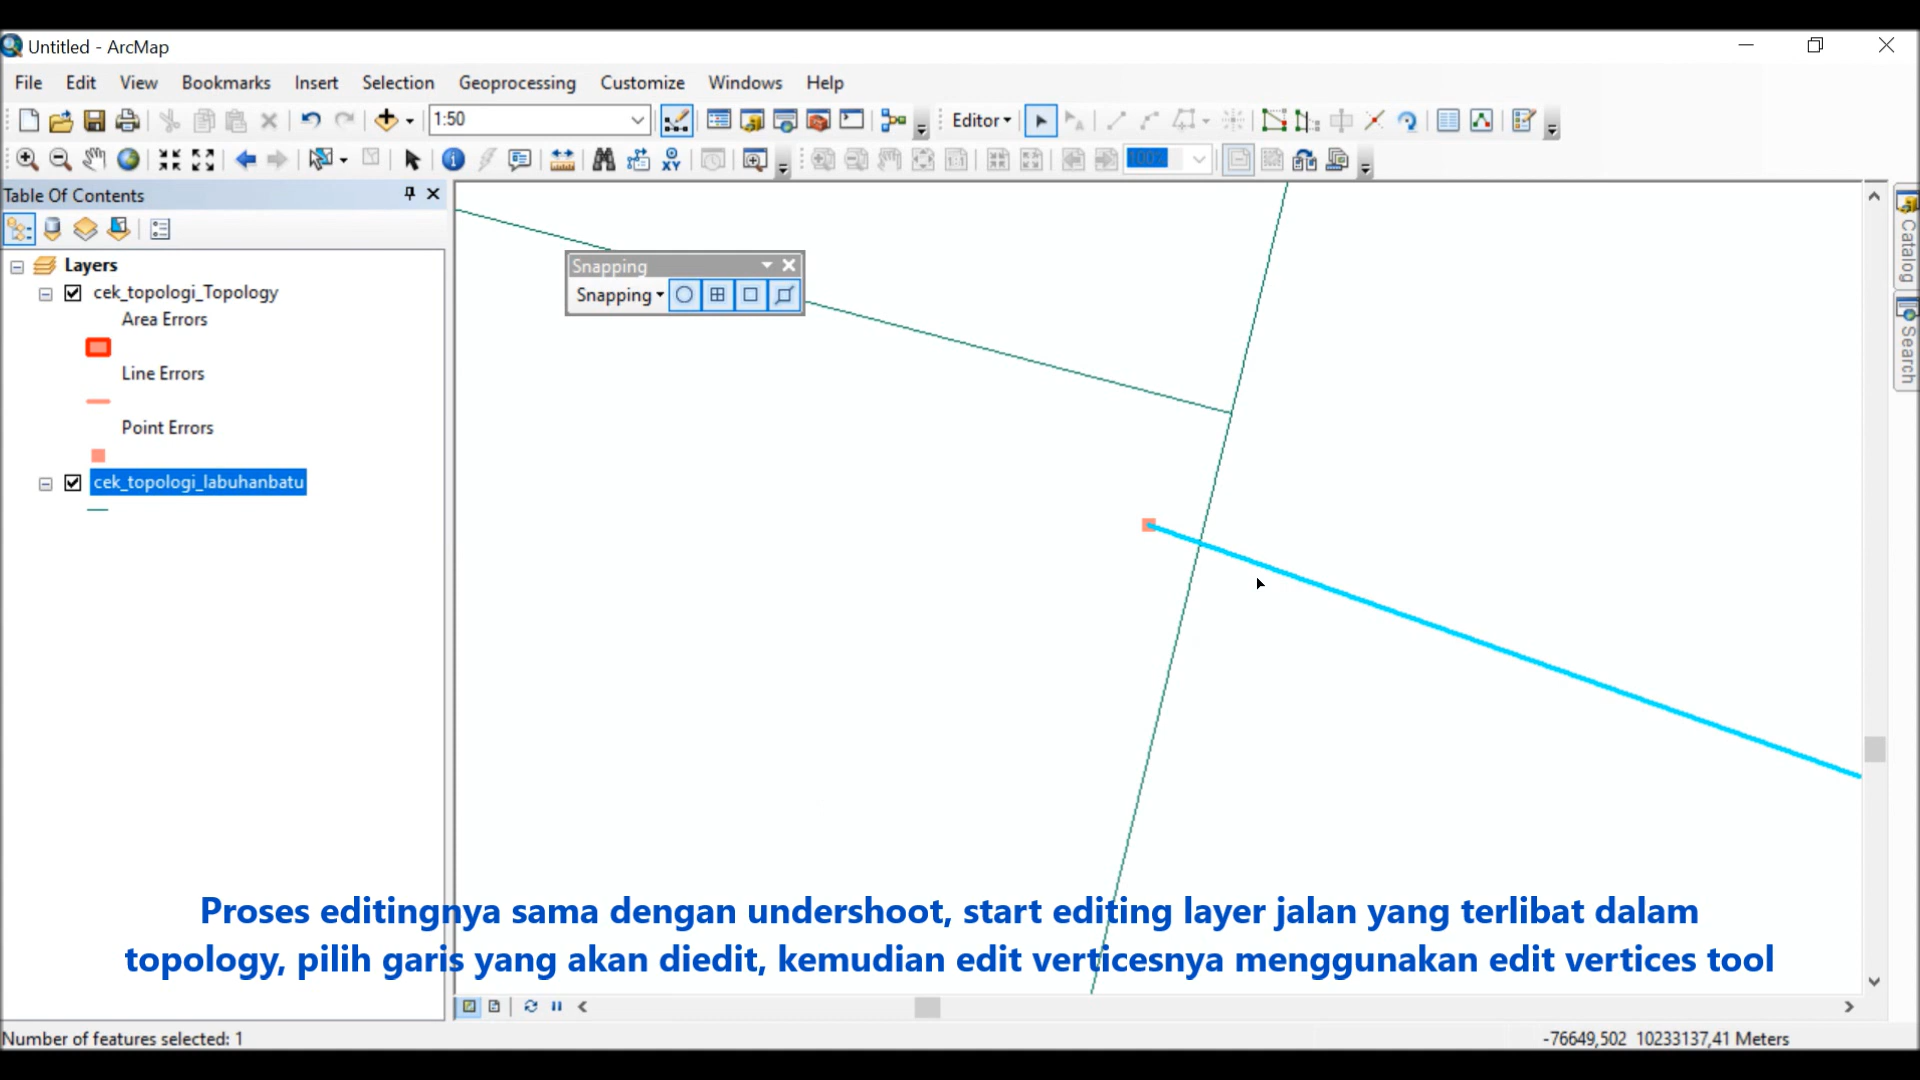 Untitled - ArcMap
File Edit View Bookmarks Insert Selection Geoprocessing Customize Windows Help
1:50
Editor
100%
Table Of Contents
Layers
cek_topologi_Topology
Area Errors
Line Errors
Point Errors
cek_topologi_labuhanbatu
Snapping
Snapping
Catalog
Search
Proses editingnya sama dengan undershoot, start editing layer jalan yang terlibat dalam
topology, pilih garis yang akan diedit, kemudian edit verticesnya menggunakan edit vertices tool
Number of features selected: 1
-76649,502 10233137,41 Meters